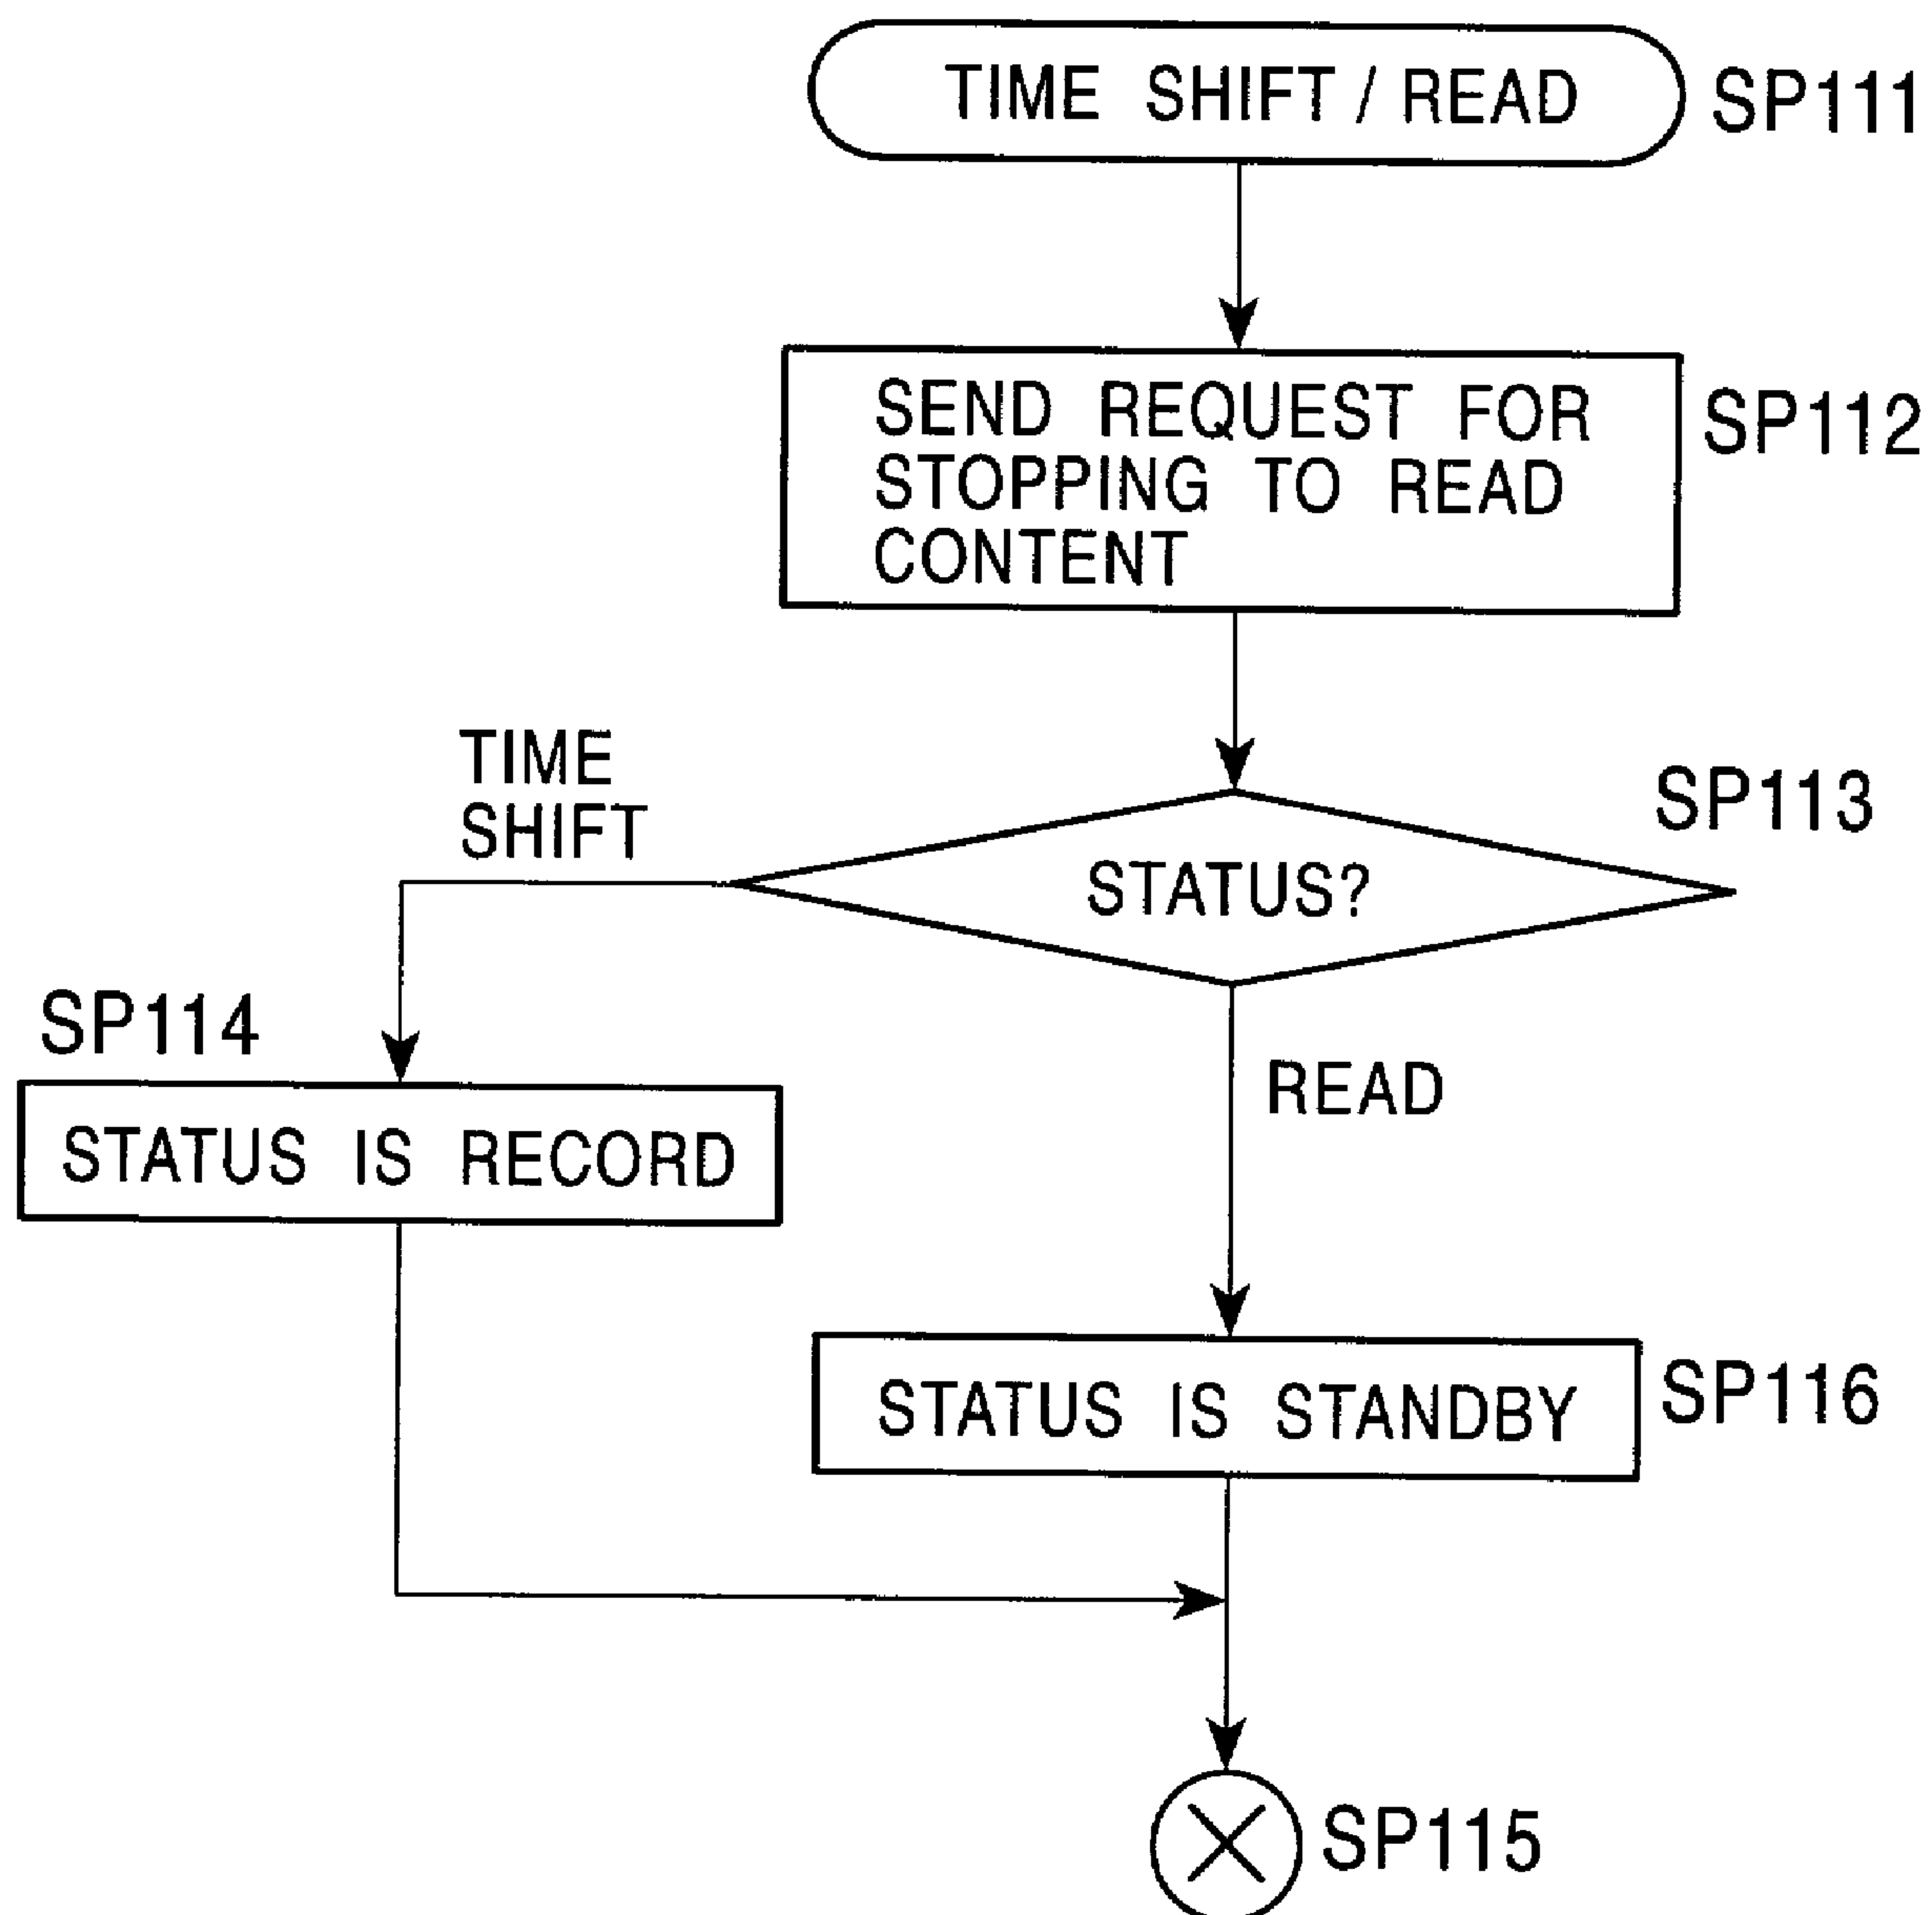 TIME SHIFT / READ
SP111
SEND REQUEST FOR
STOPPING TO READ
CONTENT
SP112
TIME
SHIFT
STATUS?
SP113
SP114
STATUS IS RECORD
READ
STATUS IS STANDBY
SP116
SP115